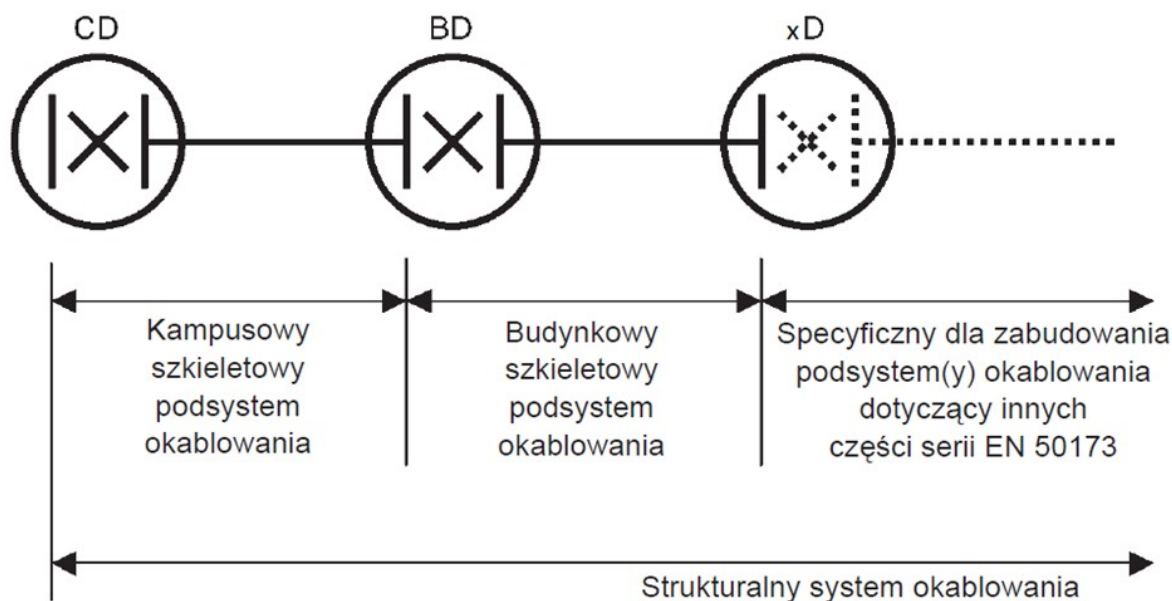 CD
BD
xD
Kampusowy
szkieletowy
podsystem
okablowania
Budynkowy
szkieletowy
podsystem
okablowania
Specyficzny dla zabudowania
podsystem(y) okablowania
dotyczący innych
części serii EN 50173
Strukturalny system okablowania